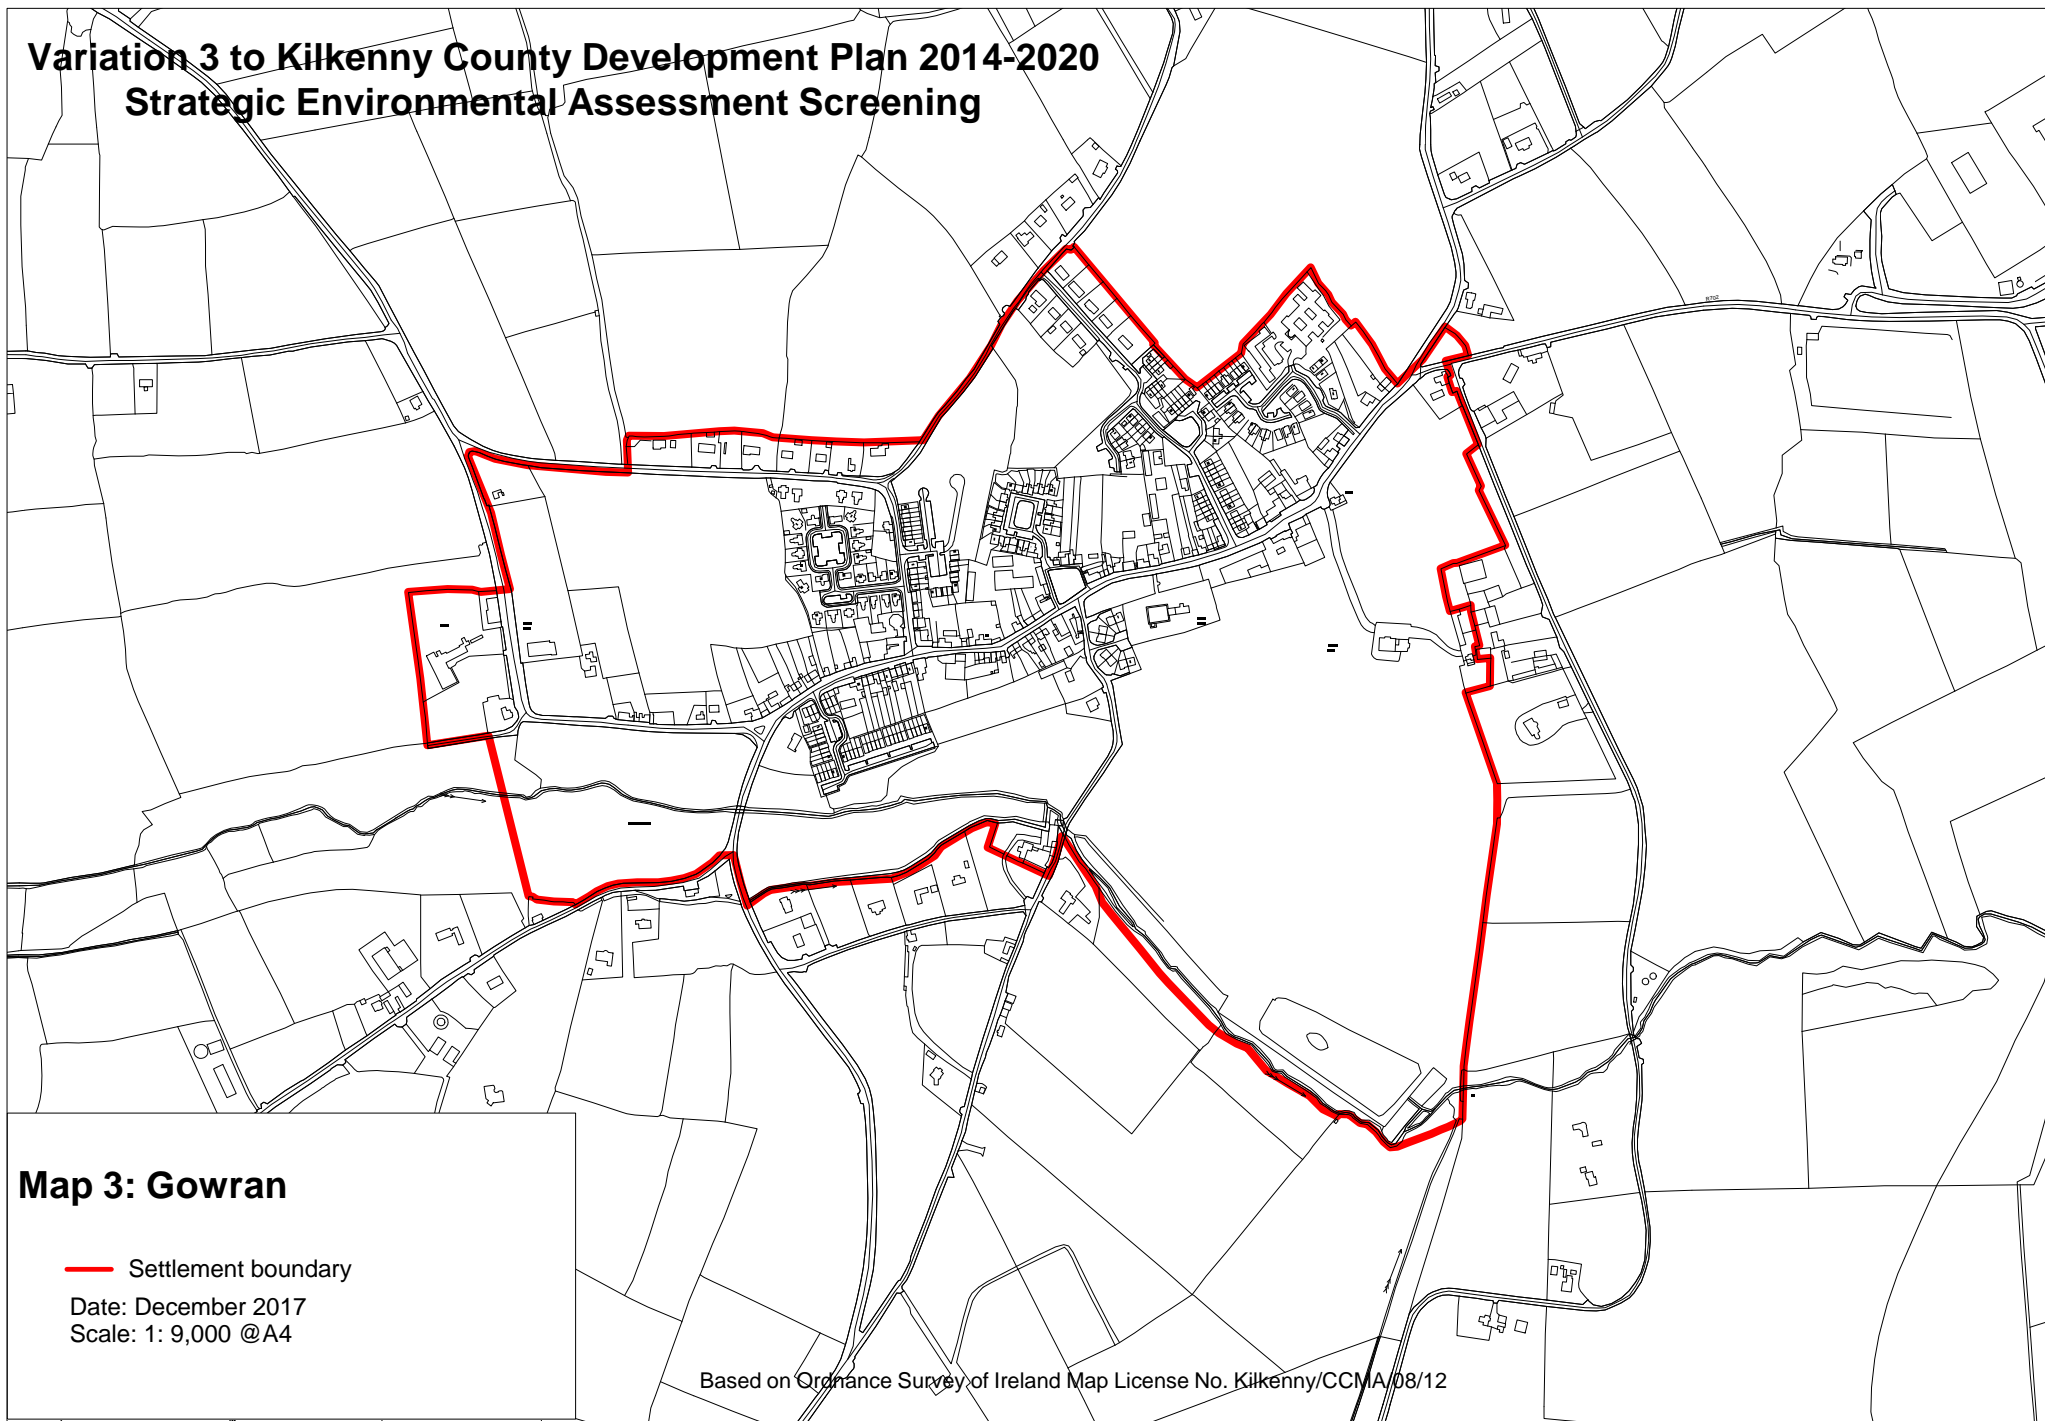 Variation 3 to Kilkenny County Development Plan 2014-2020
Strategic Environmental Assessment Screening
R702
Map 3: Gowran
Settlement boundary
Date: December 2017
Scale: 1: 9,000 @A4
Based on Ordnance Survey of Ireland Map License No. Kilkenny/CCMA/08/12